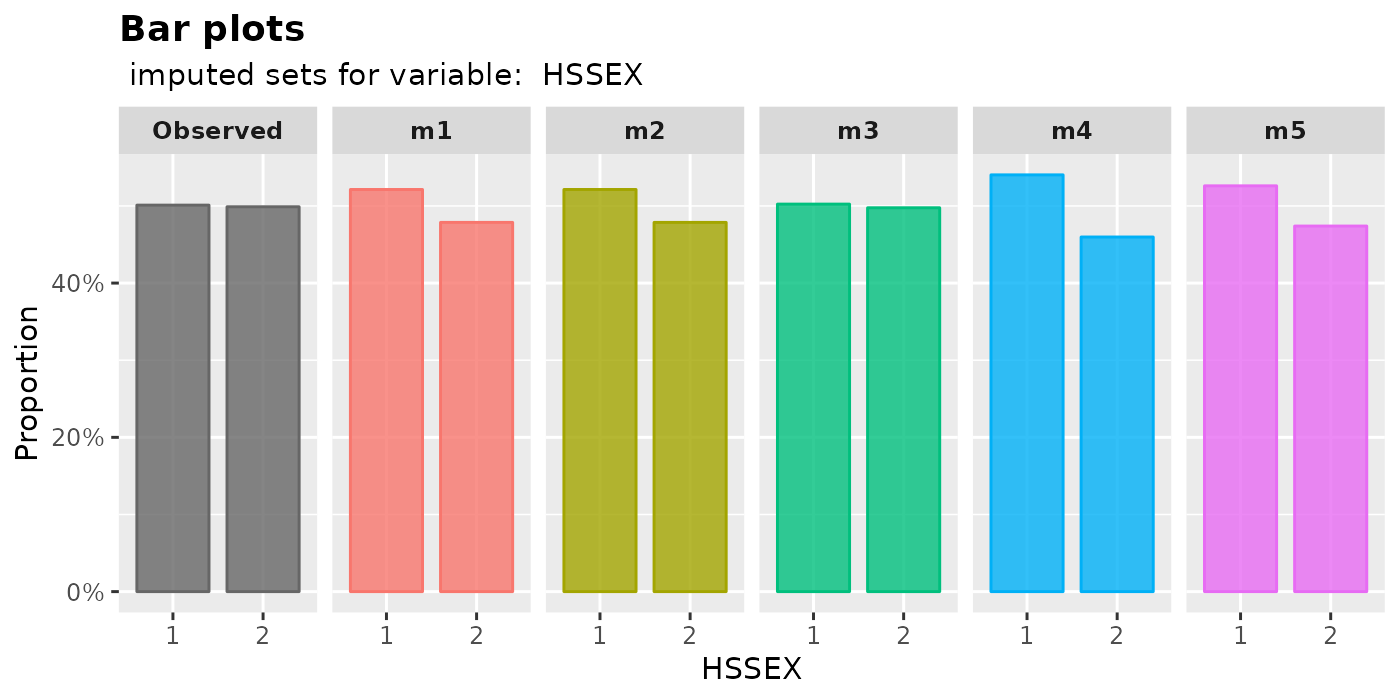 Bar plots
imputed sets for variable:  HSSEX
Observed m1 m2 m3 m4 m5
Proportion
40%
20%
0%
1 2 1 2 1 2 1 2 1 2 1 2
HSSEX